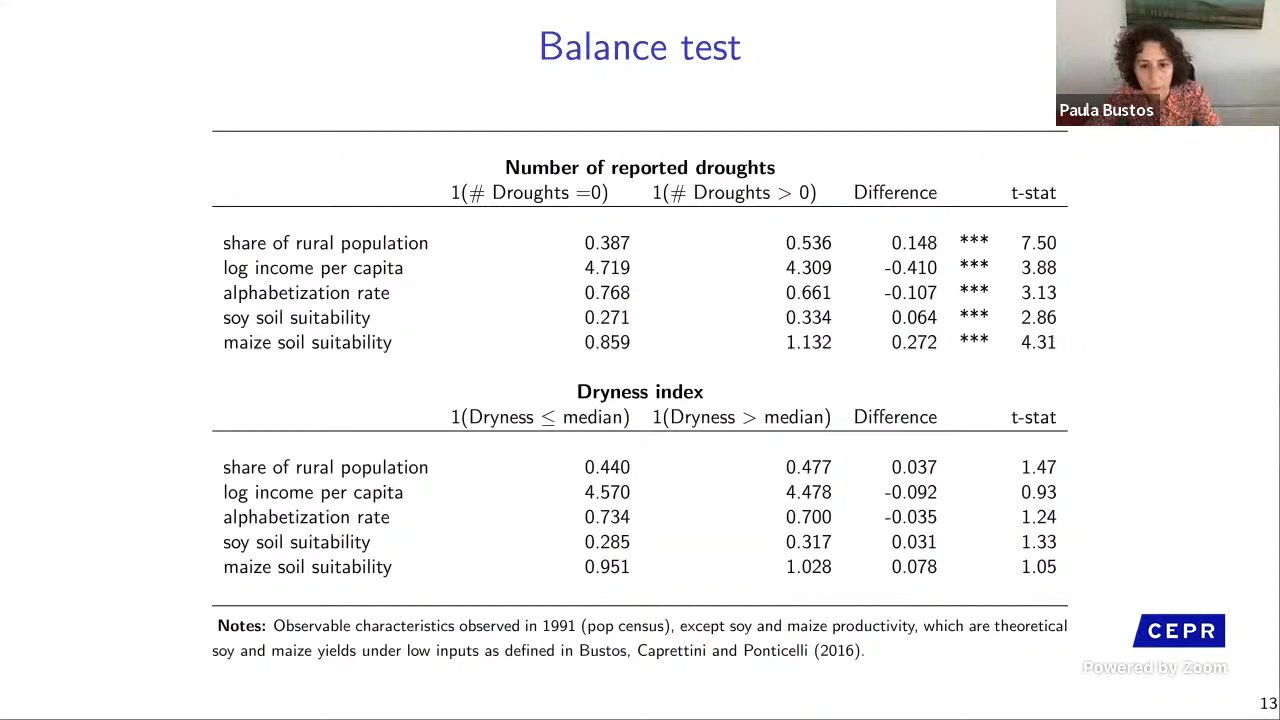 Balance test
Paula Bustos
Number of reported droughts
1(# Droughts =0) 1(# Droughts > 0) Difference t-stat
share of rural population 0.387 0.536 0.148 *** 7.50
log income per capita 4.719 4.309 -0.410 *** 3.88
alphabetization rate 0.768 0.661 -0.107 *** 3.13
soy soil suitability 0.271 0.334 0.064 *** 2.86
maize soil suitability 0.859 1.132 0.272 *** 4.31
Dryness index
1(Dryness ≤ median) 1(Dryness > median) Difference t-stat
share of rural population 0.440 0.477 0.037 1.47
log income per capita 4.570 4.478 -0.092 0.93
alphabetization rate 0.734 0.700 -0.035 1.24
soy soil suitability 0.285 0.317 0.031 1.33
maize soil suitability 0.951 1.028 0.078 1.05
Notes: Observable characteristics observed in 1991 (pop census), except soy and maize productivity, which are theoretical
soy and maize yields under low inputs as defined in Bustos, Caprettini and Ponticelli (2016).
CEPR
Powered by Zoom
13